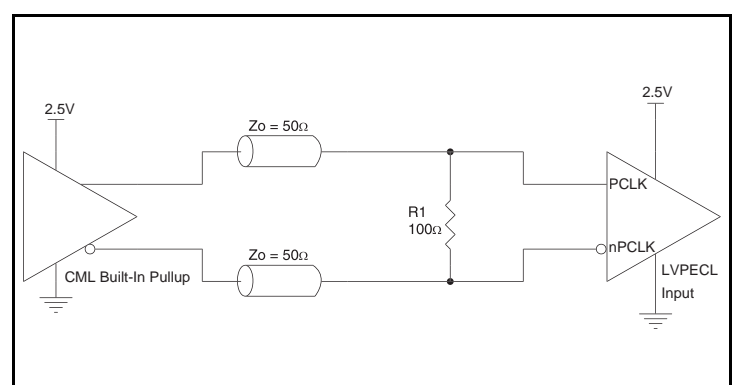 2.5V
2.5V
Zo = 50Ω
PCLK
R1
100Ω
Zo = 50Ω
nPCLK
CML Built-In Pullup
LVPECL
Input